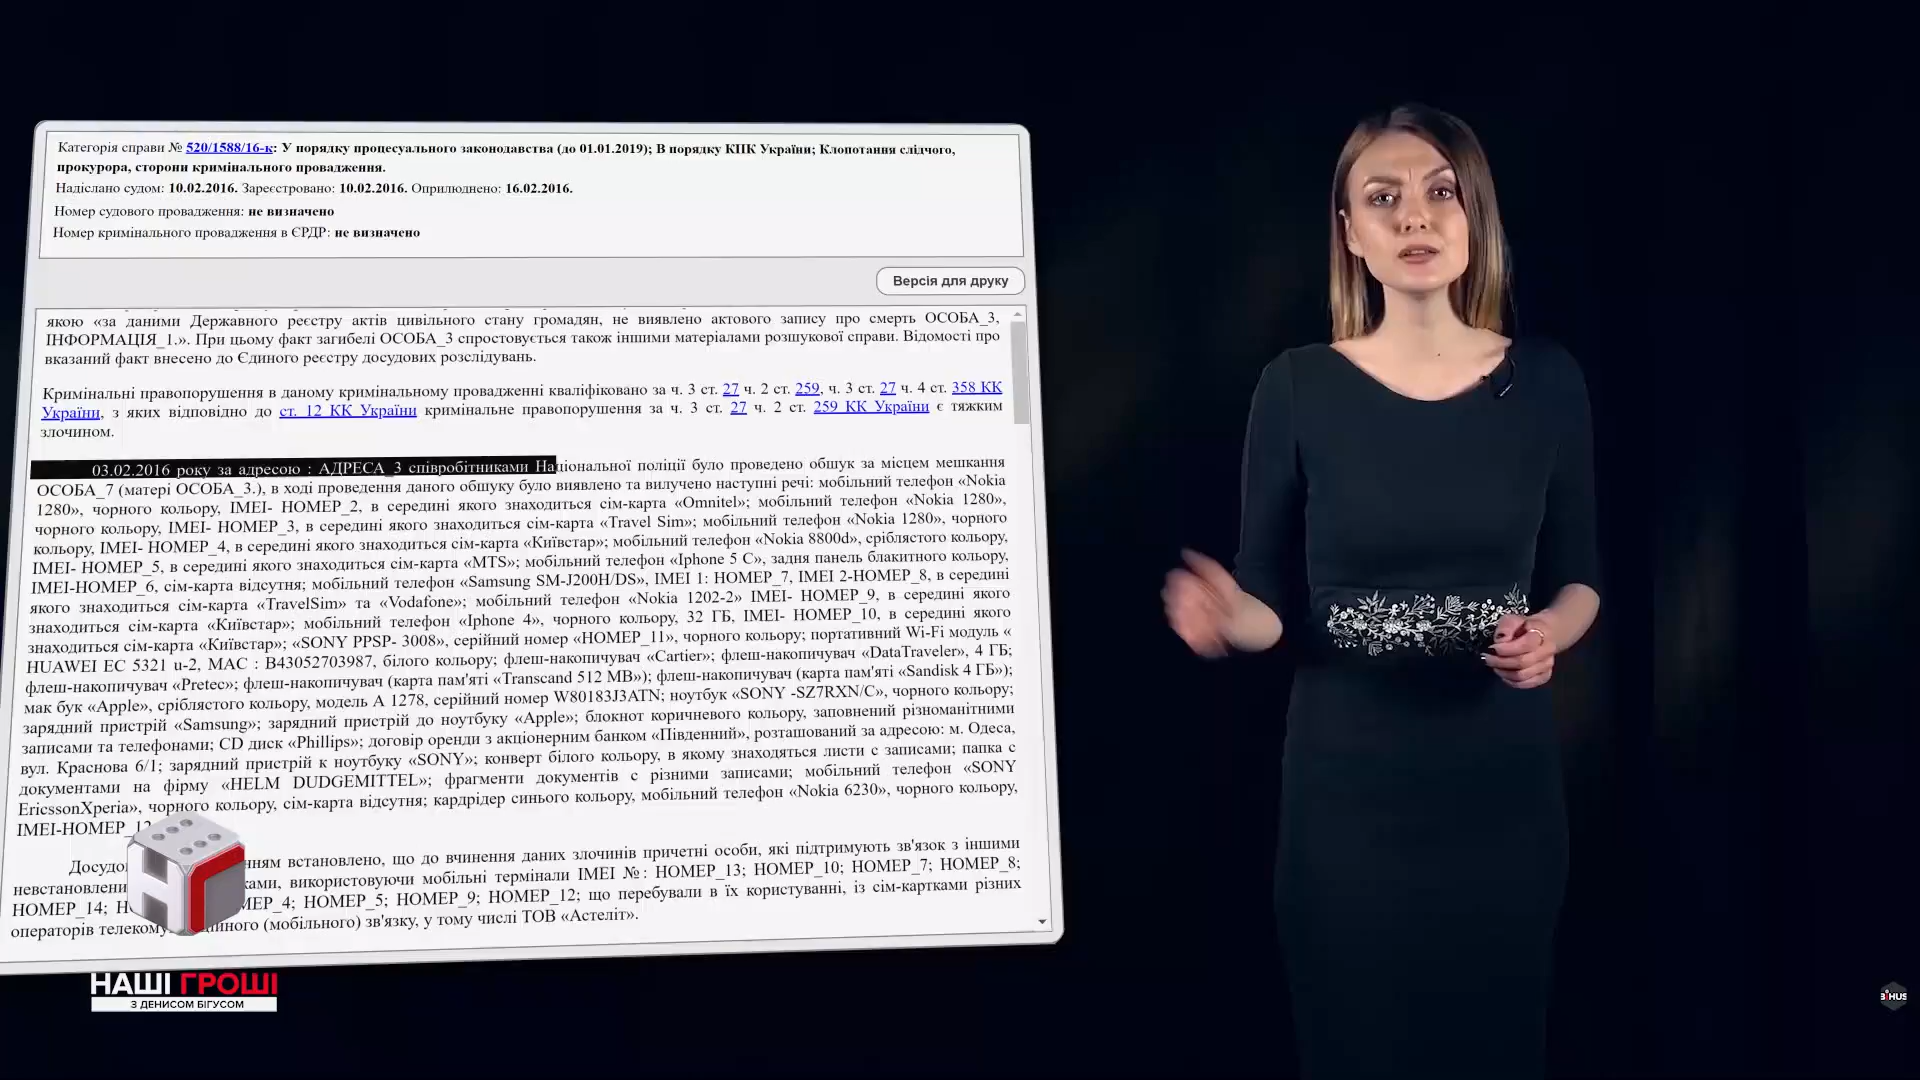 Категорія справи № 520/1588/16-к: У порядку процесуального законодавства (до 01.01.2019); В порядку КПК України; Клопотання слідчого,
прокурора, сторони кримінального провадження.
Надіслано судом: 10.02.2016. Зареєстровано: 10.02.2016. Оприлюднено: 16.02.2016.
Номер судового провадження: не визначено
Номер кримінального провадження в ЄРДР: не визначено
Версія для друку
якою «за даними Державного реєстру актів цивільного стану громадян, не виявлено актового запису про смерть ОСОБА_3,
ІНФОРМАЦІЯ_1.». При цьому факт загибелі ОСОБА_3 спростовується також іншими матеріалами розшукової справи. Відомості про
вказаний факт внесено до Єдиного реєстру досудових розслідувань.
Кримінальні правопорушення в даному кримінальному провадженні кваліфіковано за ч. 3 ст. 27 ч. 2 ст. 259, ч. 3 ст. 27 ч. 4 ст. 358 КК
України, з яких відповідно до ст. 12 КК України кримінальне правопорушення за ч. 3 ст. 27 ч. 2 ст. 259 КК України є тяжким
злочином.
03.02.2016 року за адресою : АДРЕСА_3 співробітниками Національної поліції було проведено обшук за місцем мешкання
ОСОБА_7 (матері ОСОБА_3.), в ході проведення даного обшуку було виявлено та вилучено наступні речі: мобільний телефон «Nokia
1280», чорного кольору, IMEI- НОМЕР_2, в середині якого знаходиться сім-карта «Omnitel»; мобільний телефон «Nokia 1280»,
чорного кольору, IMEI- НОМЕР_3, в середині якого знаходиться сім-карта «Travel Sim»; мобільний телефон «Nokia 1280», чорного
кольору, IMEI- НОМЕР_4, в середині якого знаходиться сім-карта «Київстар»; мобільний телефон «Nokia 8800d», сріблястого кольору,
IMEI- НОМЕР_5, в середині якого знаходиться сім-карта «MTS»; мобільний телефон «Iphone 5 C», задня панель блакитного кольору,
IMEI-НОМЕР_6, сім-карта відсутня; мобільний телефон «Samsung SM-J200H/DS», IMEI 1: НОМЕР_7, IMEI 2-НОМЕР_8, в середині
якого знаходиться сім-карта «TravelSim» та «Vodafone»; мобільний телефон «Nokia 1202-2» IMEI- НОМЕР_9, в середині якого
знаходиться сім-карта «Київстар»; мобільний телефон «Iphone 4», чорного кольору, 32 ГБ, IMEI- НОМЕР_10, в середині якого
знаходиться сім-карта «Київстар»; «SONY PPSP- 3008», серійний номер «НОМЕР_11», чорного кольору; портативний Wi-Fi модуль «
HUAWEI EC 5321 u-2, MAC : B43052703987, білого кольору; флеш-накопичувач «Cartier»; флеш-накопичувач «DataTraveler», 4 ГБ;
флеш-накопичувач «Pretec»; флеш-накопичувач (карта пам'яті «Transcand 512 MB»); флеш-накопичувач (карта пам'яті «Sandisk 4 ГБ»);
мак бук «Apple», сріблястого кольору, модель А 1278, серійний номер W80183J3ATN; ноутбук «SONY -SZ7RXN/C», чорного кольору;
зарядний пристрій «Samsung»; зарядний пристрій до ноутбуку «Apple»; блокнот коричневого кольору, заповнений різноманітними
записами та телефонами; CD диск «Phillips»; договір оренди з акціонерним банком «Південний», розташований за адресою: м. Одеса,
вул. Краснова 6/1; зарядний пристрій к ноутбуку «SONY»; конверт білого кольору, в якому знаходяться листи с записами; папка с
документами на фірму «HELM DUDGEMITTEL»; фрагменти документів с різними записами; мобільний телефон «SONY
EricssonXperia», чорного кольору, сім-карта відсутня; кардрідер синього кольору, мобільний телефон «Nokia 6230», чорного кольору,
IMEI-НОМЕР_12
Досудо нням встановлено, що до вчинення даних злочинів причетні особи, які підтримують зв'язок з іншими
невстановлени ками, використовуючи мобільні термінали IMEI №: НОМЕР_13; НОМЕР_10; НОМЕР_7; НОМЕР_8;
НОМЕР_14; Н МЕР_4; НОМЕР_5; НОМЕР_9; НОМЕР_12; що перебували в їх користуванні, із сім-картками різних
операторів телекому ійного (мобільного) зв'язку, у тому числі ТОВ «Астеліт».
НАШІ ГРОШІ
З ДЕНИСОМ БІГУСОМ
BIHUS